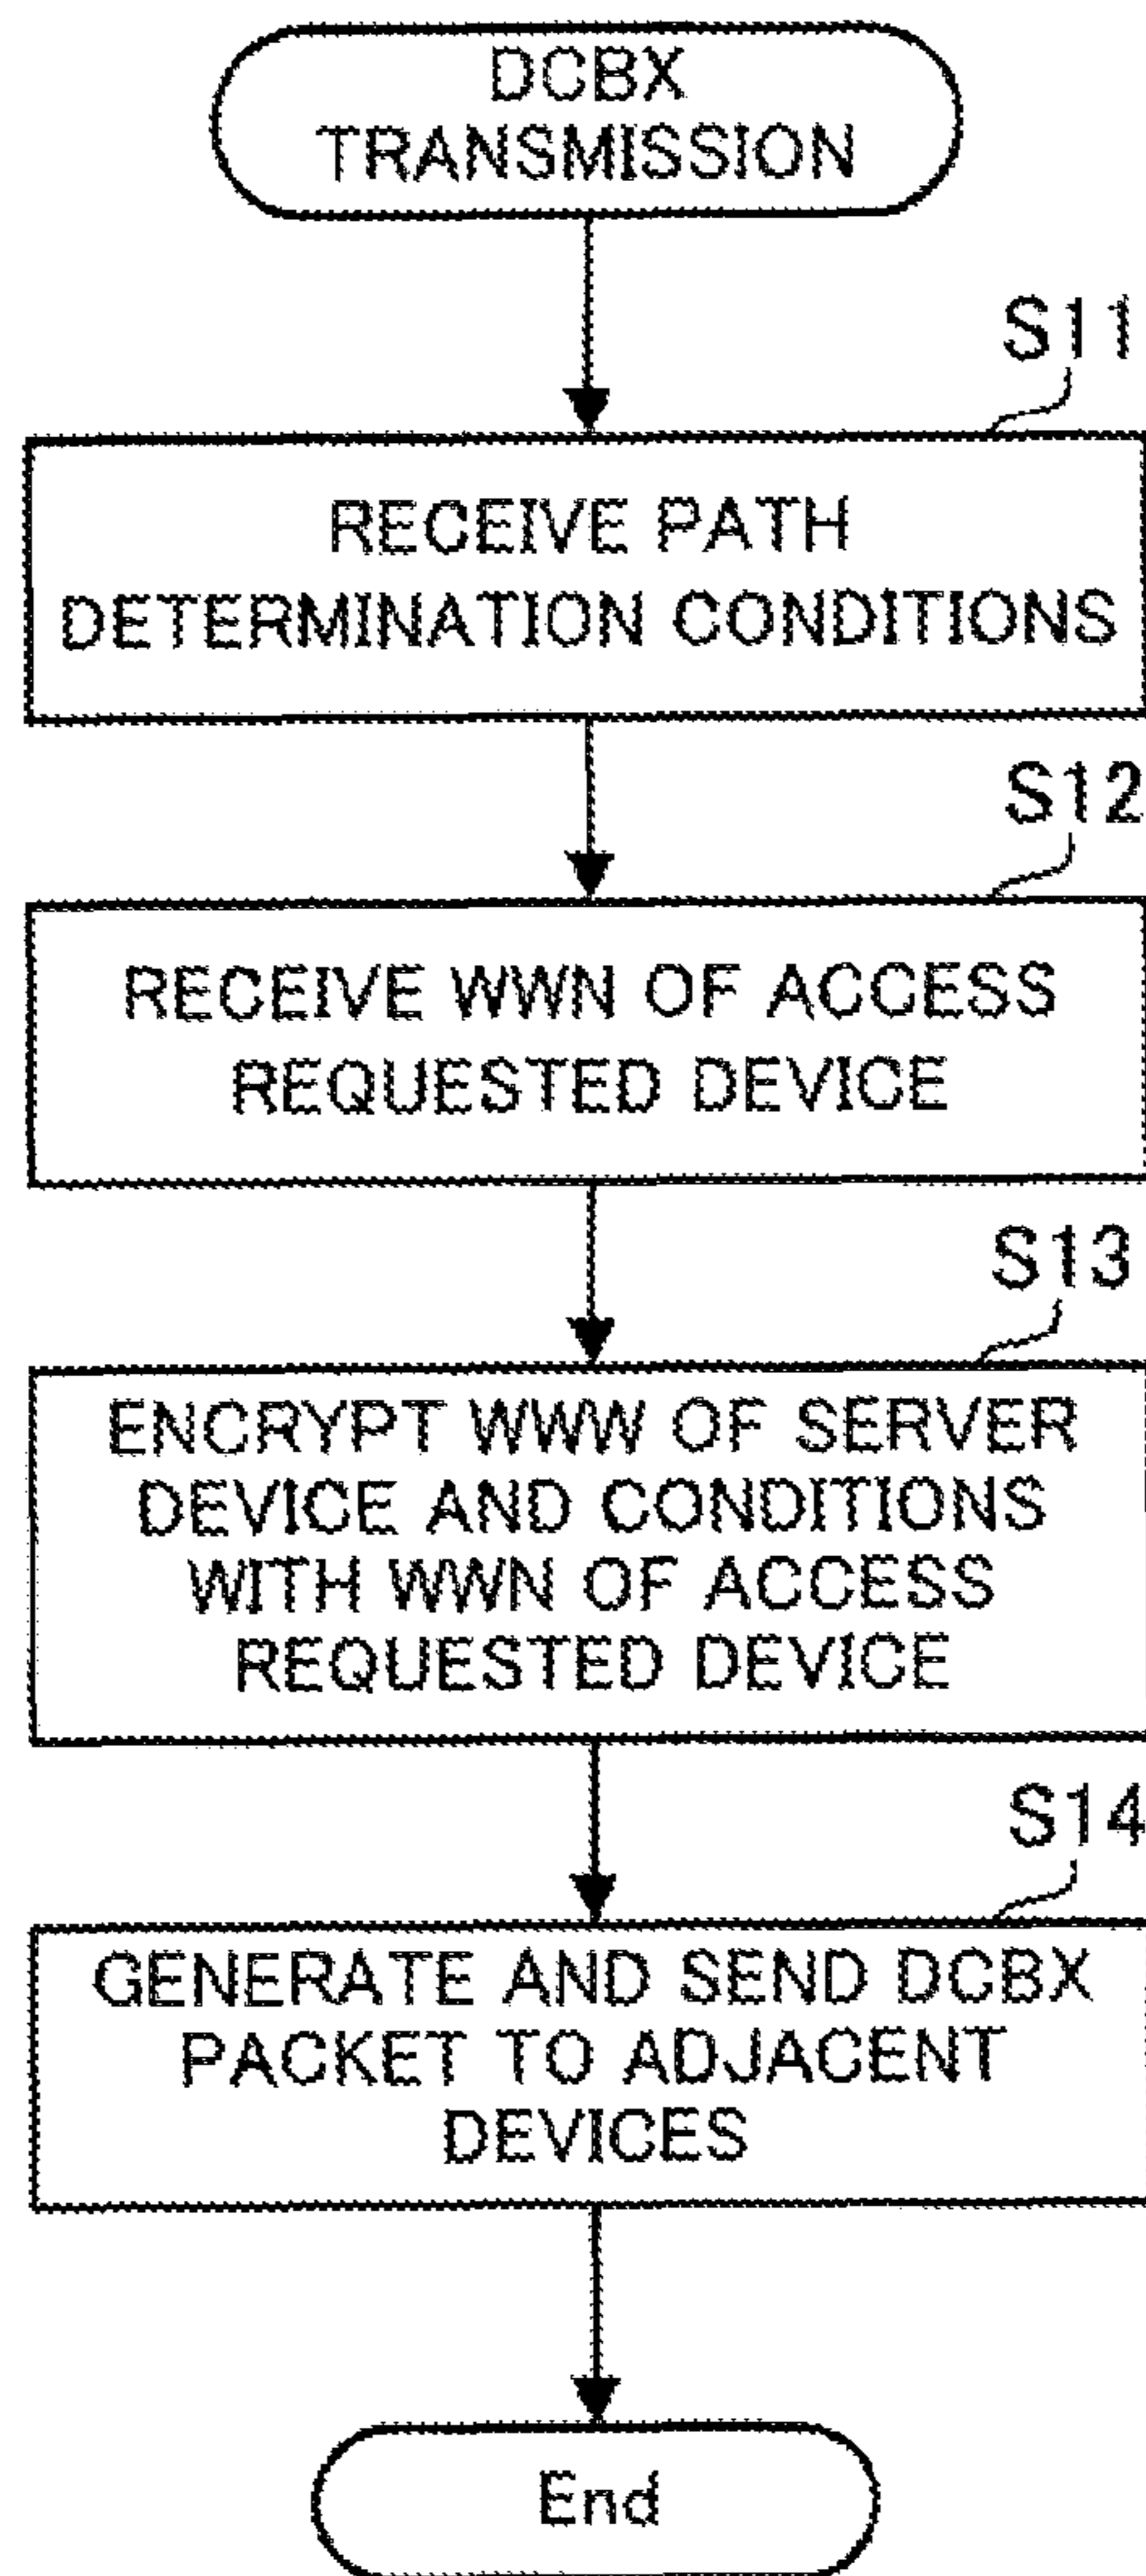 DCBX
TRANSMISSION
S11
RECEIVE PATH
DETERMINATION CONDITIONS
S12
RECEIVE WWN OF ACCESS
REQUESTED DEVICE
S13
ENCRYPT WWW OF SERVER
DEVICE AND CONDITIONS
WITH WWN OF ACCESS
REQUESTED DEVICE
S14
GENERATE AND SEND DCBX
PACKET TO ADJACENT
DEVICES
End